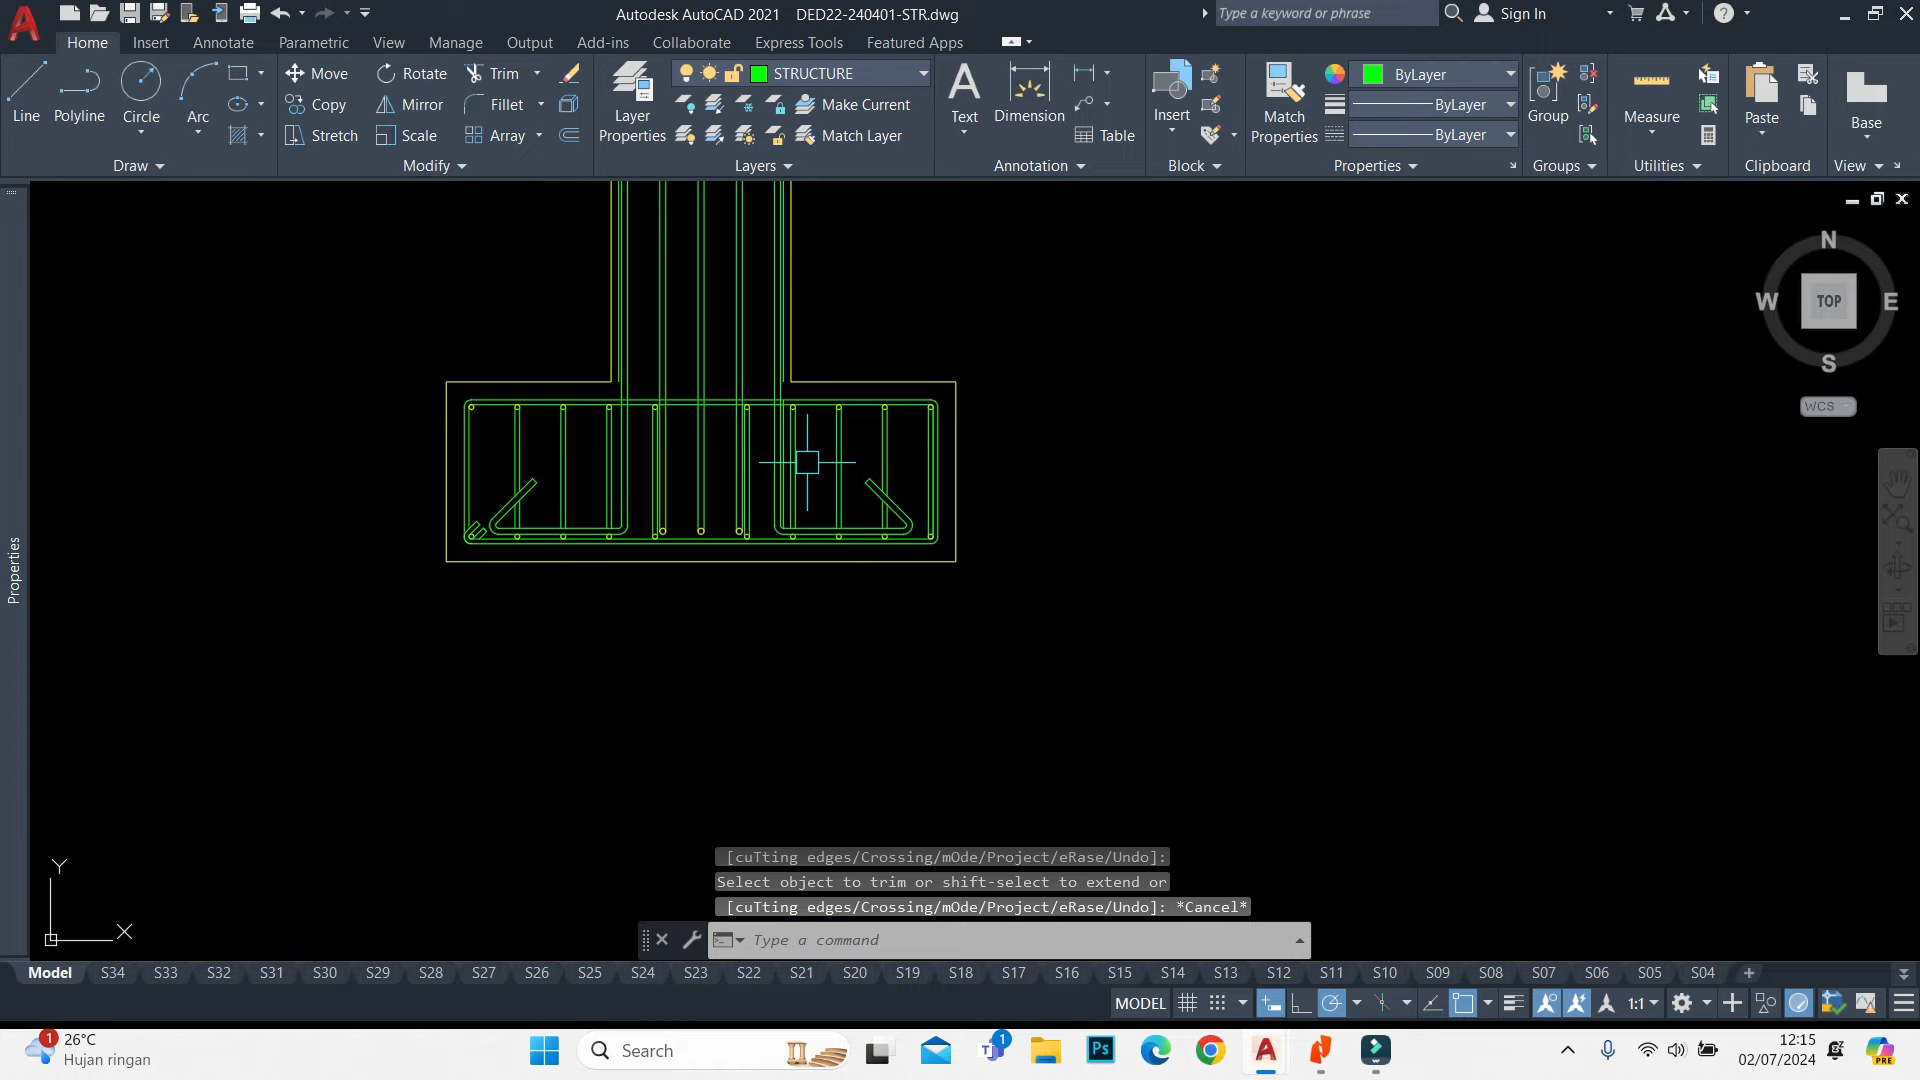 Autodesk AutoCAD 2021 DED22-240401-STR.dwg
Type a keyword or phrase
Sign In
Home Insert Annotate Parametric View Manage Output Add-ins Collaborate Express Tools Featured Apps
Line Polyline Circle Arc
Draw
Move Rotate Trim
Copy Mirror Fillet
Stretch Scale Array
Modify
Layer Properties
STRUCTURE
Make Current
Match Layer
Layers
Text Dimension Table
Annotation
Insert
Block
Match Properties
ByLayer
ByLayer
ByLayer
Properties
Group
Groups
Measure
Utilities
Paste
Clipboard
Base
View
N
W TOP E
S
WCS
Properties
Y
X
[cuTting edges/Crossing/mOde/Project/eRase/Undo]:
Select object to trim or shift-select to extend or
[cuTting edges/Crossing/mOde/Project/eRase/Undo]: *Cancel*
Type a command
Model S34 S33 S32 S31 S30 S29 S28 S27 S26 S25 S24 S23 S22 S21 S20 S19 S18 S17 S16 S15 S14 S13 S12 S11 S10 S09 S08 S07 S06 S05 S04
MODEL 1:1
1
26°C
Hujan ringan
Search
1
Ps
PRE
12:15
02/07/2024